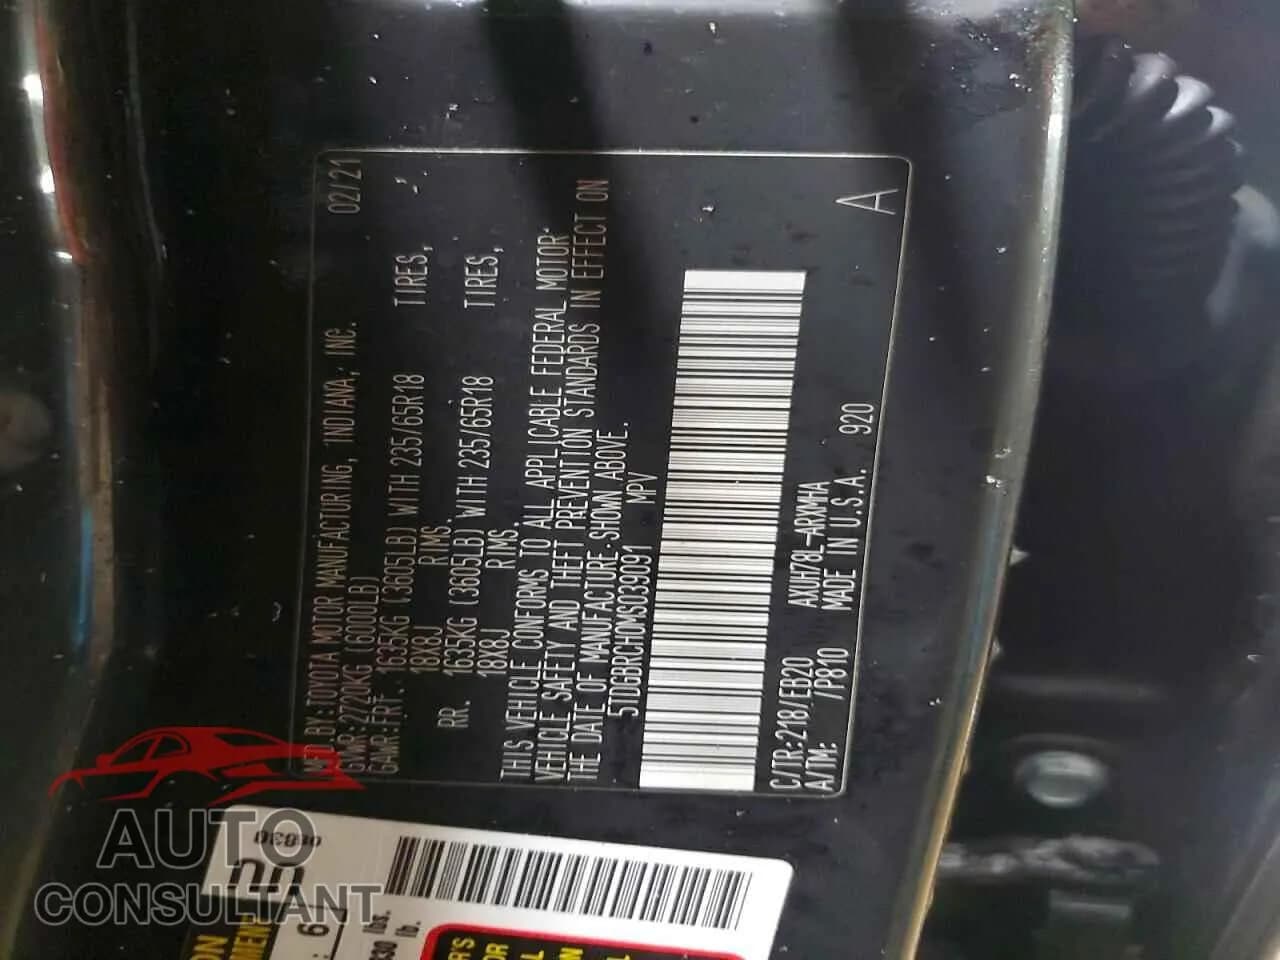 MFD BY:TOYOTA MOTOR MANUFACTURING, INDIANA, INC. 02/21
GVWR:2720KG (6000LB)
GAWR:FRT. 1635KG (3605LB) WITH 235/65R18 TIRES,
18X8J RIMS.
RR. 1635KG (3605LB) WITH 235/65R18 TIRES,
18X8J RIMS.
THIS VEHICLE CONFORMS TO ALL APPLICABLE FEDERAL MOTOR
VEHICLE SAFETY AND THEFT PREVENTION STANDARDS IN EFFECT ON
THE DATE OF MANUFACTURE SHOWN ABOVE.
5TDGBRCH0MS039091 MPV
C/TR:218/EB20 AXUH78L-ARXMHA
A/TM: /P810 MADE IN U.S.A. 920
A
AUTO
CONSULTANT
08630